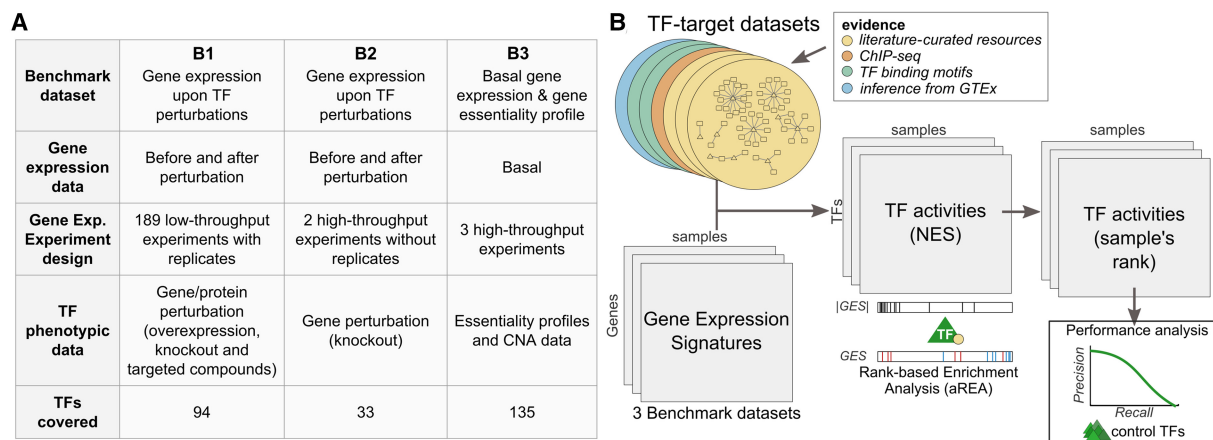 A
B1
B2
B3
Benchmark
dataset
Gene expression
upon TF
perturbations
Gene expression
upon TF
perturbations
Basal gene
expression & gene
essentiality profile
Gene
expression
data
Before and after
perturbation
Before and after
perturbation
Basal
Gene Exp.
Experiment
design
189 low-throughput
experiments with
replicates
2 high-throughput
experiments without
replicates
3 high-throughput
experiments
TF
phenotypic
data
Gene/protein
perturbation
(overexpression,
knockout and
targeted compounds)
Gene perturbation
(knockout)
Essentiality profiles
and CNA data
TFs
covered
94
33
135
B
TF-target datasets
evidence
literature-curated resources
ChIP-seq
TF binding motifs
inference from GTEx
samples
Genes
Gene Expression
Signatures
3 Benchmark datasets
samples
TFs
TF activities
(NES)
|GES|
TF
GES
Rank-based Enrichment
Analysis (aREA)
samples
TF activities
(sample's
rank)
Performance analysis
Precision
Recall
control TFs